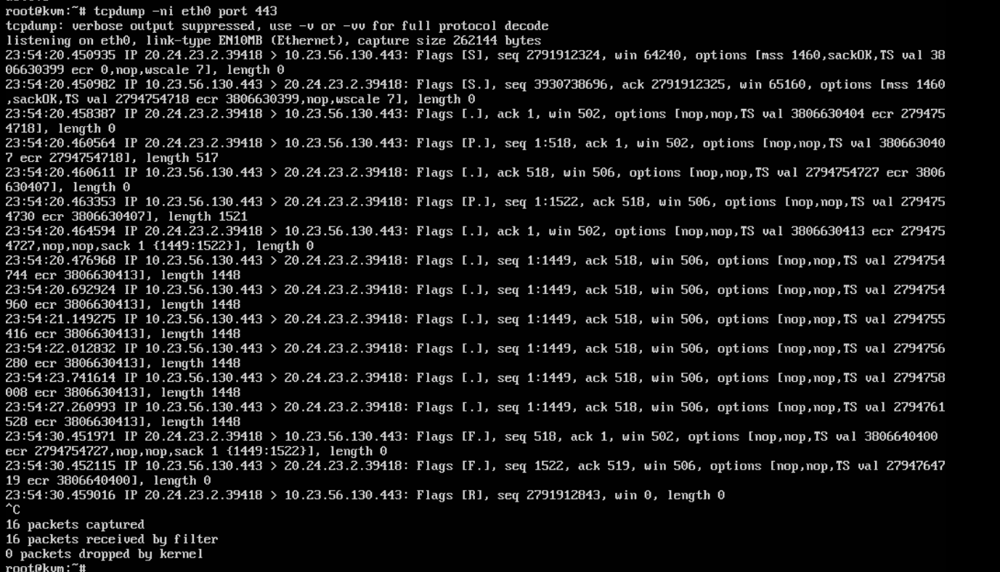 root@kvm:~# tcpdump -ni eth0 port 443
tcpdump: verbose output suppressed, use -v or -vv for full protocol decode
listening on eth0, link-type EN10MB (Ethernet), capture size 262144 bytes
23:54:20.450935 IP 20.24.23.2.39418 > 10.23.56.130.443: Flags [S], seq 2791912324, win 64240, options [mss 1460,sackOK,TS val 38
06630399 ecr 0,nop,wscale 7], length 0
23:54:20.450982 IP 10.23.56.130.443 > 20.24.23.2.39418: Flags [S.], seq 3930738696, ack 2791912325, win 65160, options [mss 1460
,sackOK,TS val 2794754718 ecr 3806630399,nop,wscale 7], length 0
23:54:20.458387 IP 20.24.23.2.39418 > 10.23.56.130.443: Flags [.], ack 1, win 502, options [nop,nop,TS val 3806630404 ecr 279475
4718], length 0
23:54:20.460564 IP 20.24.23.2.39418 > 10.23.56.130.443: Flags [P.], seq 1:518, ack 1, win 502, options [nop,nop,TS val 380663040
7 ecr 2794754718], length 517
23:54:20.460611 IP 10.23.56.130.443 > 20.24.23.2.39418: Flags [.], ack 518, win 506, options [nop,nop,TS val 2794754727 ecr 3806
630407], length 0
23:54:20.463353 IP 10.23.56.130.443 > 20.24.23.2.39418: Flags [P.], seq 1:1522, ack 518, win 506, options [nop,nop,TS val 279475
4730 ecr 3806630407], length 1521
23:54:20.464594 IP 20.24.23.2.39418 > 10.23.56.130.443: Flags [.], ack 1, win 502, options [nop,nop,TS val 3806630413 ecr 279475
4727,nop,nop,sack 1 {1449:1522}], length 0
23:54:20.476968 IP 10.23.56.130.443 > 20.24.23.2.39418: Flags [.], seq 1:1449, ack 518, win 506, options [nop,nop,TS val 2794754
744 ecr 3806630413], length 1448
23:54:20.692924 IP 10.23.56.130.443 > 20.24.23.2.39418: Flags [.], seq 1:1449, ack 518, win 506, options [nop,nop,TS val 2794754
960 ecr 3806630413], length 1448
23:54:21.149275 IP 10.23.56.130.443 > 20.24.23.2.39418: Flags [.], seq 1:1449, ack 518, win 506, options [nop,nop,TS val 2794755
416 ecr 3806630413], length 1448
23:54:22.012832 IP 10.23.56.130.443 > 20.24.23.2.39418: Flags [.], seq 1:1449, ack 518, win 506, options [nop,nop,TS val 2794756
280 ecr 3806630413], length 1448
23:54:23.741614 IP 10.23.56.130.443 > 20.24.23.2.39418: Flags [.], seq 1:1449, ack 518, win 506, options [nop,nop,TS val 2794758
008 ecr 3806630413], length 1448
23:54:27.260993 IP 10.23.56.130.443 > 20.24.23.2.39418: Flags [.], seq 1:1449, ack 518, win 506, options [nop,nop,TS val 2794761
528 ecr 3806630413], length 1448
23:54:30.451971 IP 20.24.23.2.39418 > 10.23.56.130.443: Flags [F.], seq 518, ack 1, win 502, options [nop,nop,TS val 3806640400
ecr 2794754727,nop,nop,sack 1 {1449:1522}], length 0
23:54:30.452115 IP 10.23.56.130.443 > 20.24.23.2.39418: Flags [F.], seq 1522, ack 519, win 506, options [nop,nop,TS val 27947647
19 ecr 3806640400], length 0
23:54:30.459016 IP 20.24.23.2.39418 > 10.23.56.130.443: Flags [R], seq 2791912843, win 0, length 0
^C
16 packets captured
16 packets received by filter
0 packets dropped by kernel
root@kvm:~#